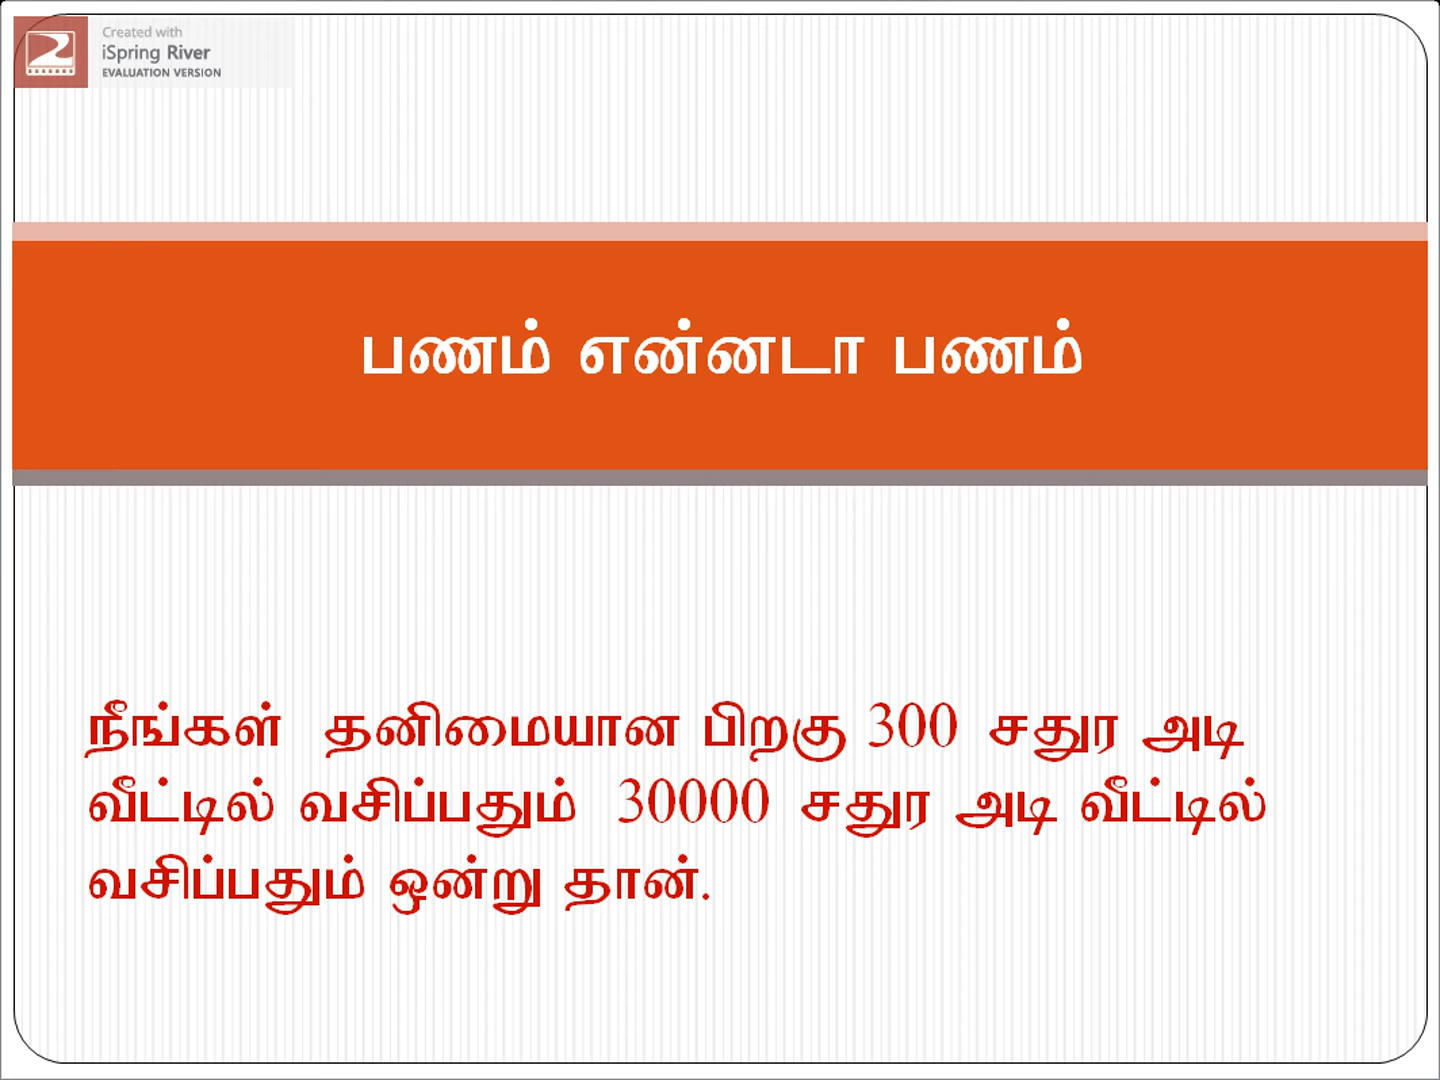 Created with
iSpring River
EVALUATION VERSION
பணம் என்னடா பணம்
நீங்கள் தனிமையான பிறகு 300 சதுர அடி
வீட்டில் வசிப்பதும் 30000 சதுர அடி வீட்டில்
வசிப்பதும் ஒன்று தான்.